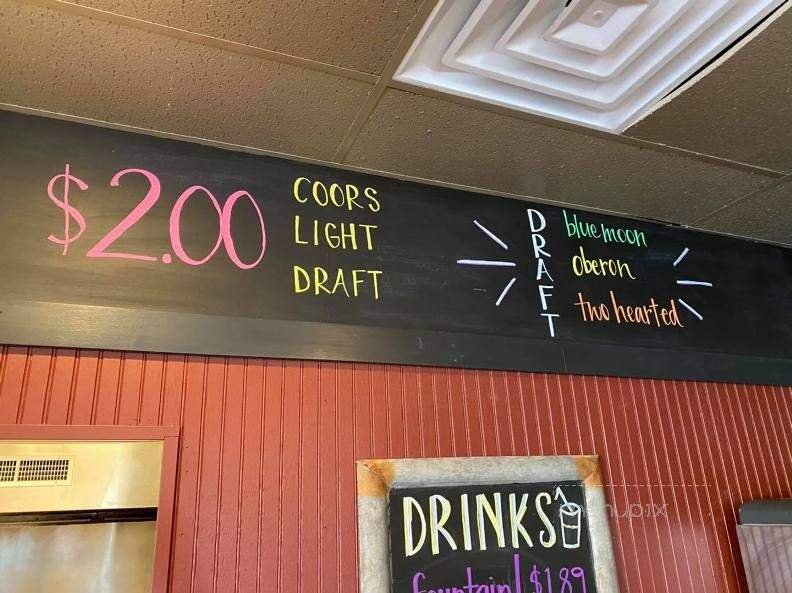 $2.00
COORS
LIGHT
DRAFT
DRAFT
blue moon
oberon
two hearted
DRINKS
fountain! $1.89